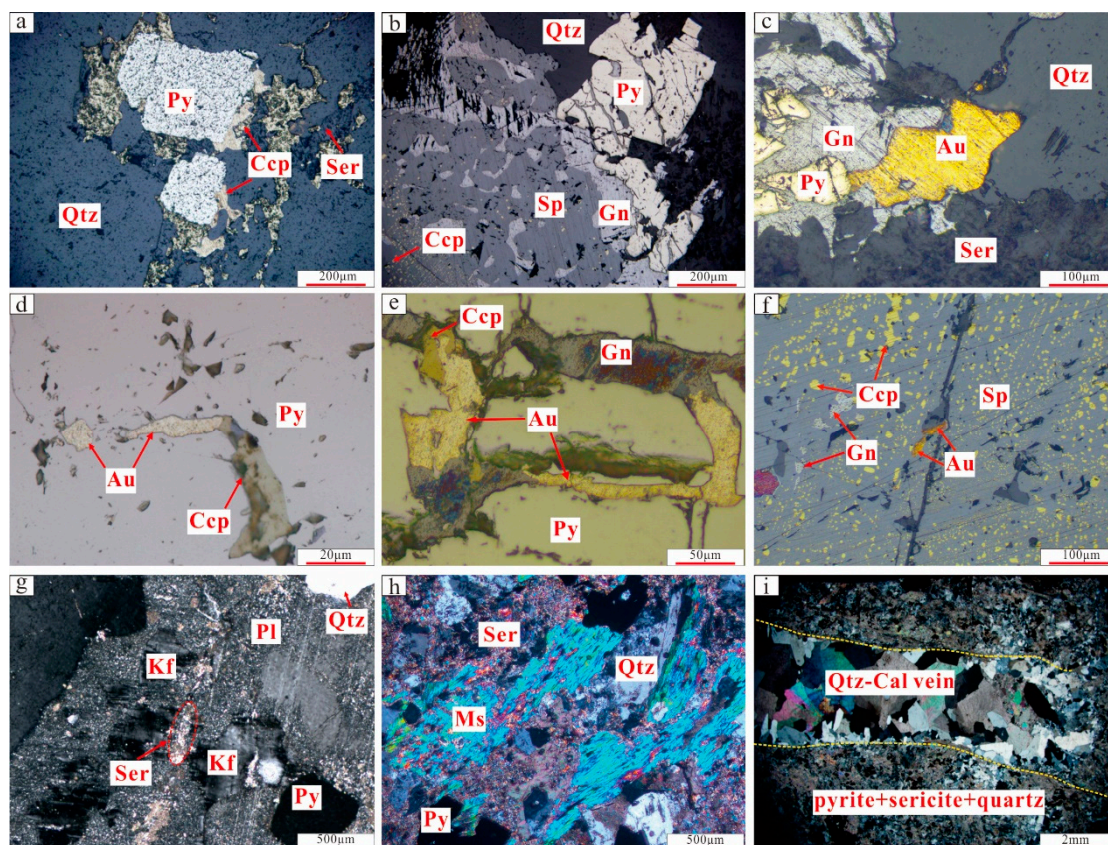 a
Py
Ccp
Ser
Qtz
200μm
b
Qtz
Py
Sp
Gn
Ccp
200μm
c
Qtz
Gn
Au
Py
Ser
100μm
d
Py
Au
Ccp
20μm
e
Ccp
Gn
Au
Py
50μm
f
Ccp
Sp
Gn
Au
100μm
g
Qtz
Pl
Kf
Ser
Kf
Py
500μm
h
Ser
Qtz
Ms
Py
500μm
i
Qtz-Cal vein
pyrite+sericite+quartz
2mm